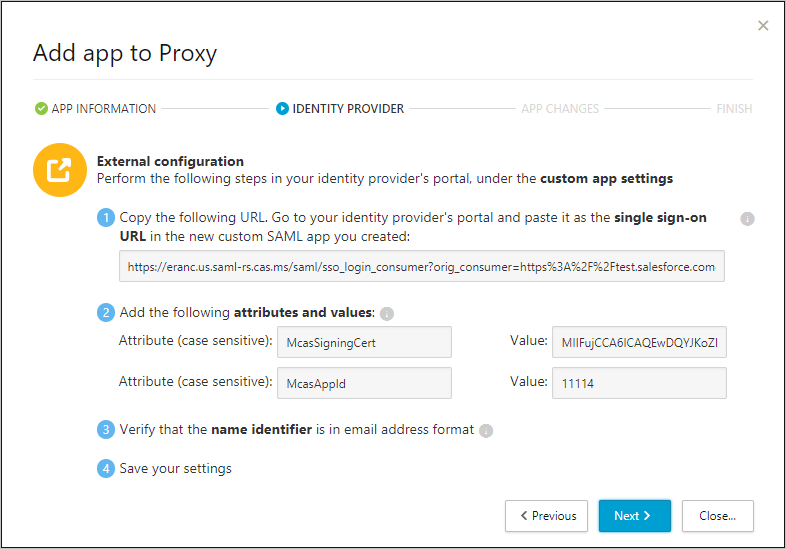 Add app to Proxy
APP INFORMATION IDENTITY PROVIDER APP CHANGES FINISH
External configuration
Perform the following steps in your identity provider's portal, under the custom app settings
1 Copy the following URL. Go to your identity provider's portal and paste it as the single sign-on
URL in the new custom SAML app you created:
https://eranc.us.saml-rs.cas.ms/saml/sso_login_consumer?orig_consumer=https%3A%2F%2Ftest.salesforce.com
2 Add the following attributes and values:
Attribute (case sensitive): McasSigningCert Value: MIIFujCCA6ICAQEwDQYJKoZI
Attribute (case sensitive): McasAppId Value: 11114
3 Verify that the name identifier is in email address format
4 Save your settings
Previous Next Close...